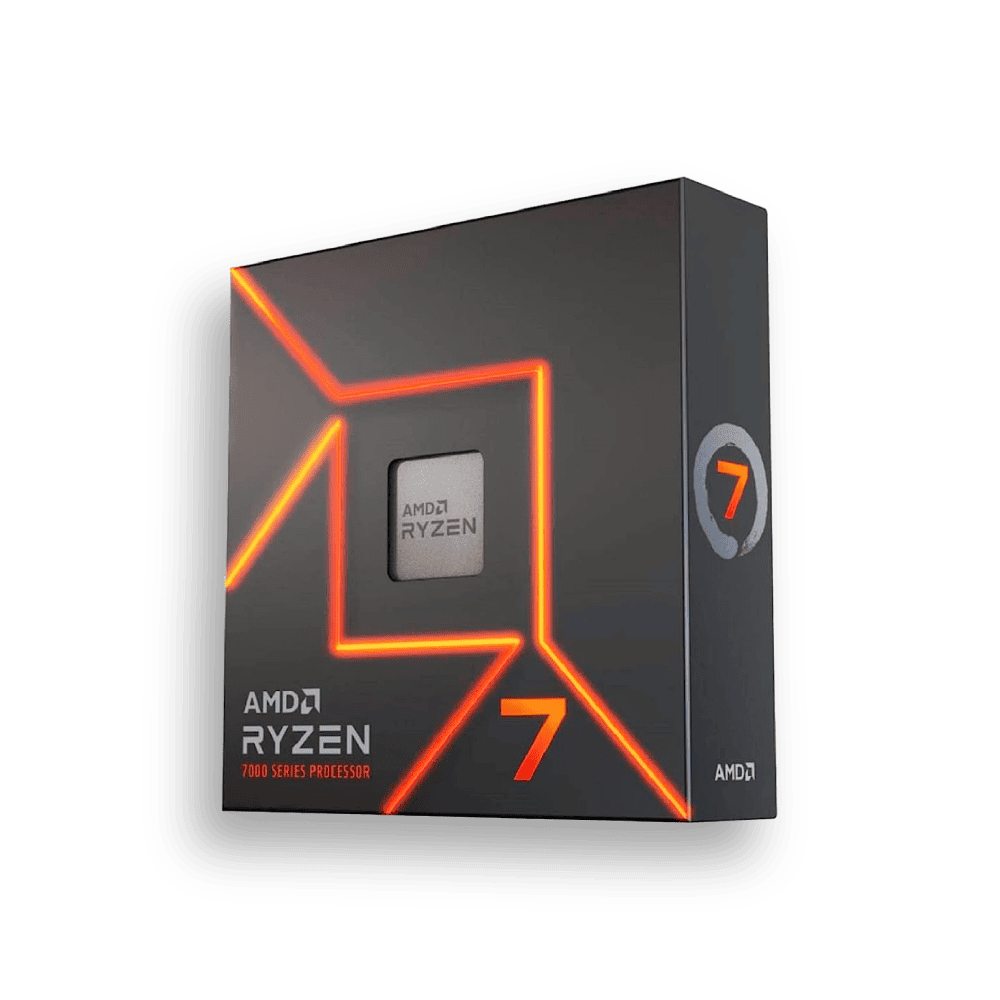 AMD
RYZEN
AMD
RYZEN
7000 SERIES PROCESSOR
7
7
AMD